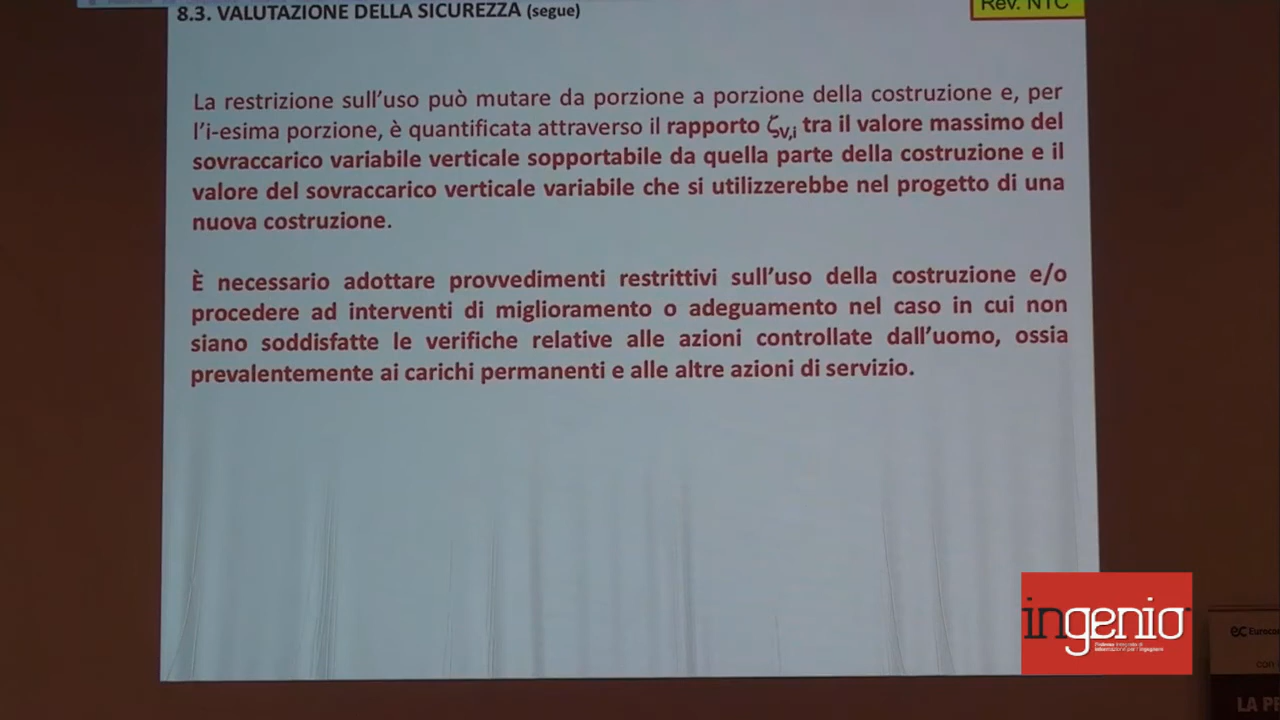 8.3. VALUTAZIONE DELLA SICUREZZA (segue)
Rev. NTC
La restrizione sull'uso può mutare da porzione a porzione della costruzione e, per
l'i-esima porzione, è quantificata attraverso il rapporto ζv,i tra il valore massimo del
sovraccarico variabile verticale sopportabile da quella parte della costruzione e il
valore del sovraccarico verticale variabile che si utilizzerebbe nel progetto di una
nuova costruzione.
È necessario adottare provvedimenti restrittivi sull'uso della costruzione e/o
procedere ad interventi di miglioramento o adeguamento nel caso in cui non
siano soddisfatte le verifiche relative alle azioni controllate dall'uomo, ossia
prevalentemente ai carichi permanenti e alle altre azioni di servizio.
ingenio
ec
con
LA